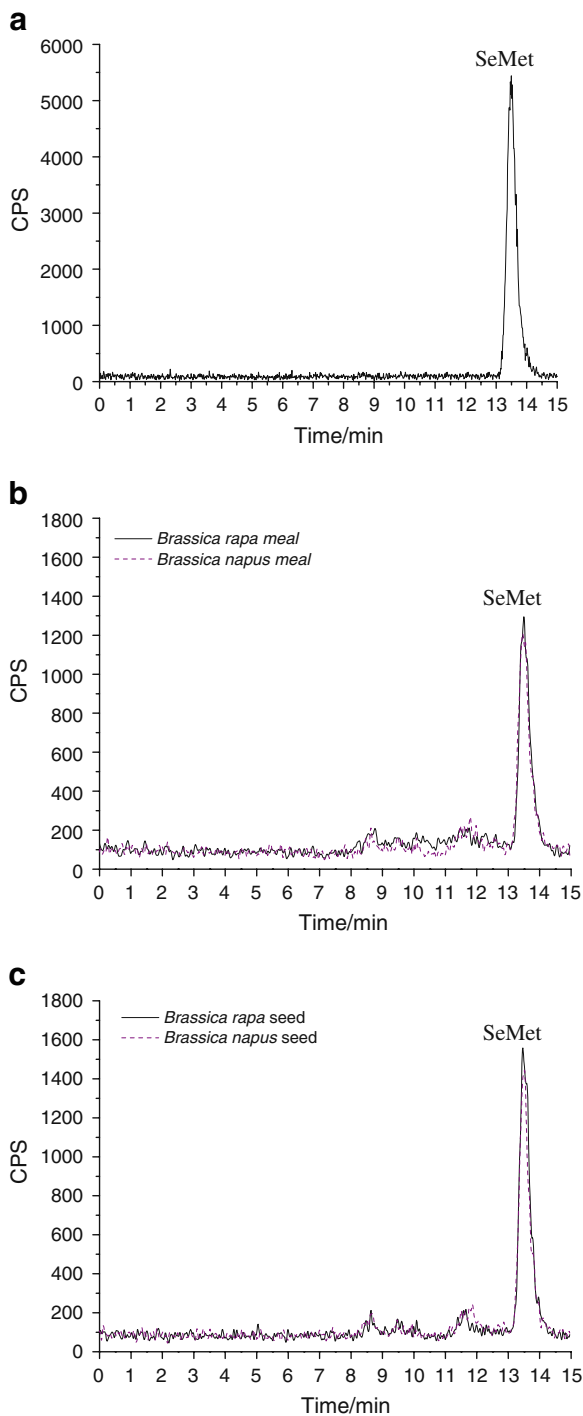 a
6000
5000
4000
3000
2000
1000
0
CPS
SeMet
0 1 2 3 4 5 6 7 8 9 10 11 12 13 14 15
Time/min
b
1800
1600
1400
1200
1000
800
600
400
200
0
CPS
Brassica rapa meal
Brassica napus meal
SeMet
0 1 2 3 4 5 6 7 8 9 10 11 12 13 14 15
Time/min
c
1800
1600
1400
1200
1000
800
600
400
200
0
CPS
Brassica rapa seed
Brassica napus seed
SeMet
0 1 2 3 4 5 6 7 8 9 10 11 12 13 14 15
Time/min